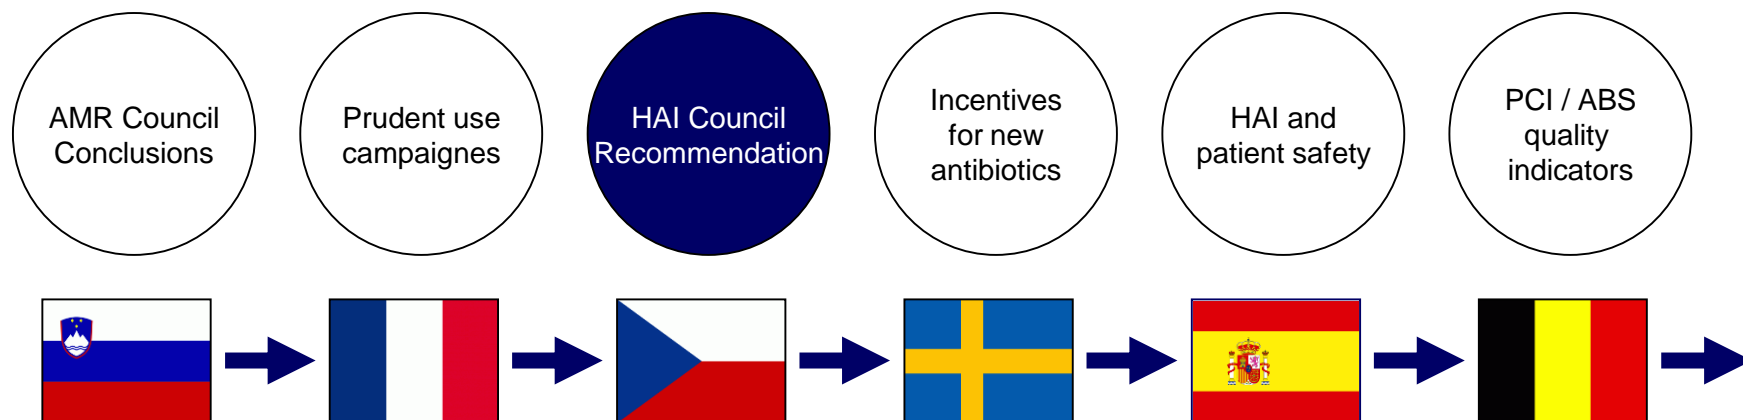 AMR Council
Conclusions
Prudent use
campaignes
HAI Council
Recommendation
Incentives
for new
antibiotics
HAI and
patient safety
PCI / ABS
quality
indicators